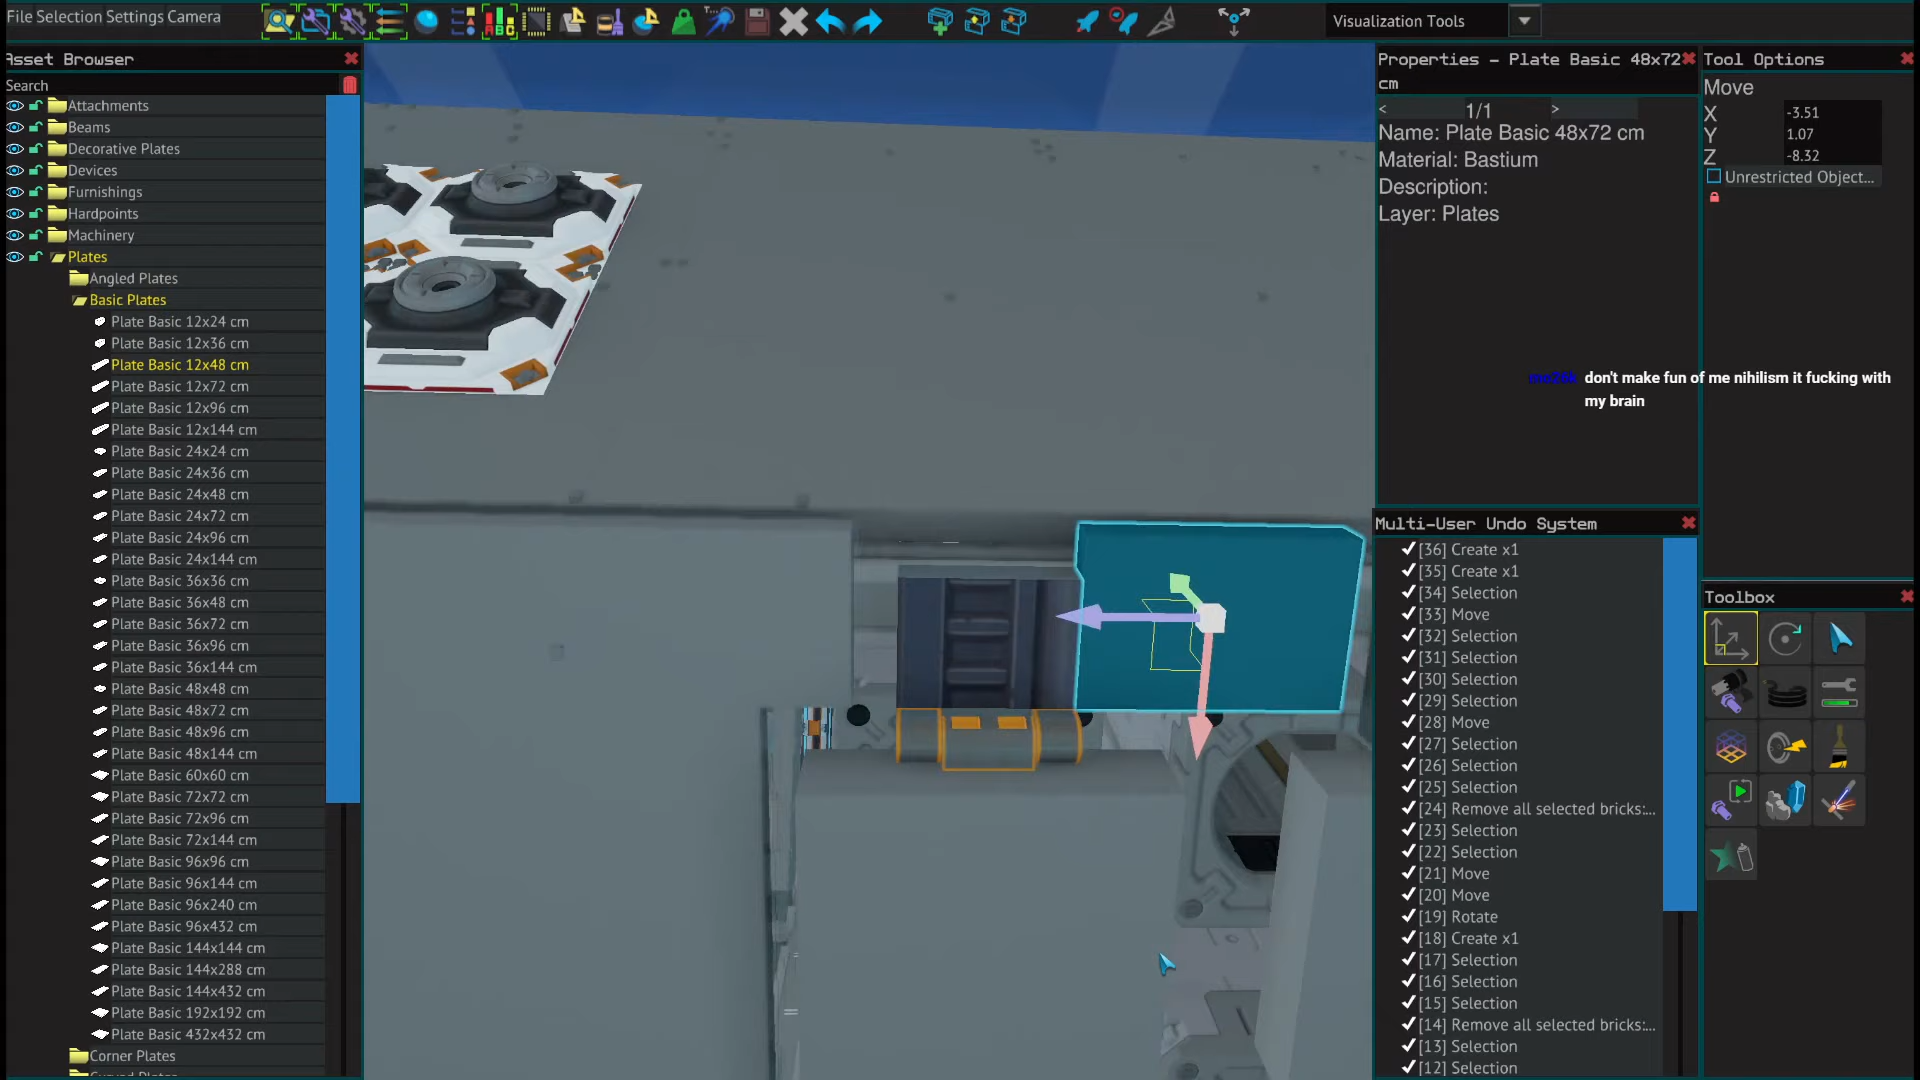 File Selection Settings Camera
ABC
Visualization Tools
Asset Browser
Search
Attachments
Beams
Decorative Plates
Devices
Furnishings
Hardpoints
Machinery
Plates
Angled Plates
Basic Plates
Plate Basic 12x24 cm
Plate Basic 12x36 cm
Plate Basic 12x48 cm
Plate Basic 12x72 cm
Plate Basic 12x96 cm
Plate Basic 12x144 cm
Plate Basic 24x24 cm
Plate Basic 24x36 cm
Plate Basic 24x48 cm
Plate Basic 24x72 cm
Plate Basic 24x96 cm
Plate Basic 24x144 cm
Plate Basic 36x36 cm
Plate Basic 36x48 cm
Plate Basic 36x72 cm
Plate Basic 36x96 cm
Plate Basic 36x144 cm
Plate Basic 48x48 cm
Plate Basic 48x72 cm
Plate Basic 48x96 cm
Plate Basic 48x144 cm
Plate Basic 60x60 cm
Plate Basic 72x72 cm
Plate Basic 72x96 cm
Plate Basic 72x144 cm
Plate Basic 96x96 cm
Plate Basic 96x144 cm
Plate Basic 96x240 cm
Plate Basic 96x432 cm
Plate Basic 144x144 cm
Plate Basic 144x288 cm
Plate Basic 144x432 cm
Plate Basic 192x192 cm
Plate Basic 432x432 cm
Corner Plates
Properties - Plate Basic 48x72
cm
< 1/1 >
Name: Plate Basic 48x72 cm
Material: Bastium
Description:
Layer: Plates
Tool Options
Move
X -3.51
Y 1.07
Z -8.32
Unrestricted Object...
don't make fun of me nihilism it fucking with
my brain
Multi-User Undo System
[36] Create x1
[35] Create x1
[34] Selection
[33] Move
[32] Selection
[31] Selection
[30] Selection
[29] Selection
[28] Move
[27] Selection
[26] Selection
[25] Selection
[24] Remove all selected bricks:...
[23] Selection
[22] Selection
[21] Move
[20] Move
[19] Rotate
[18] Create x1
[17] Selection
[16] Selection
[15] Selection
[14] Remove all selected bricks:...
[13] Selection
[12] Selection
Toolbox